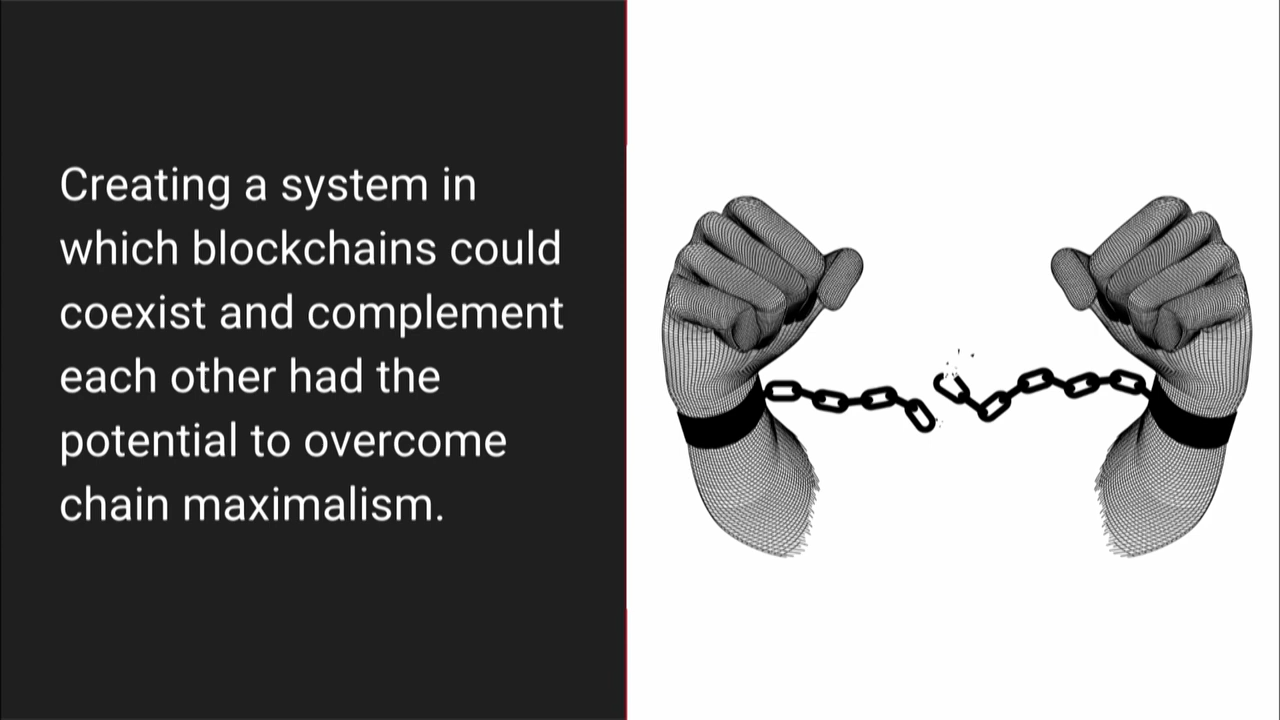 Creating a system in
which blockchains could
coexist and complement
each other had the
potential to overcome
chain maximalism.